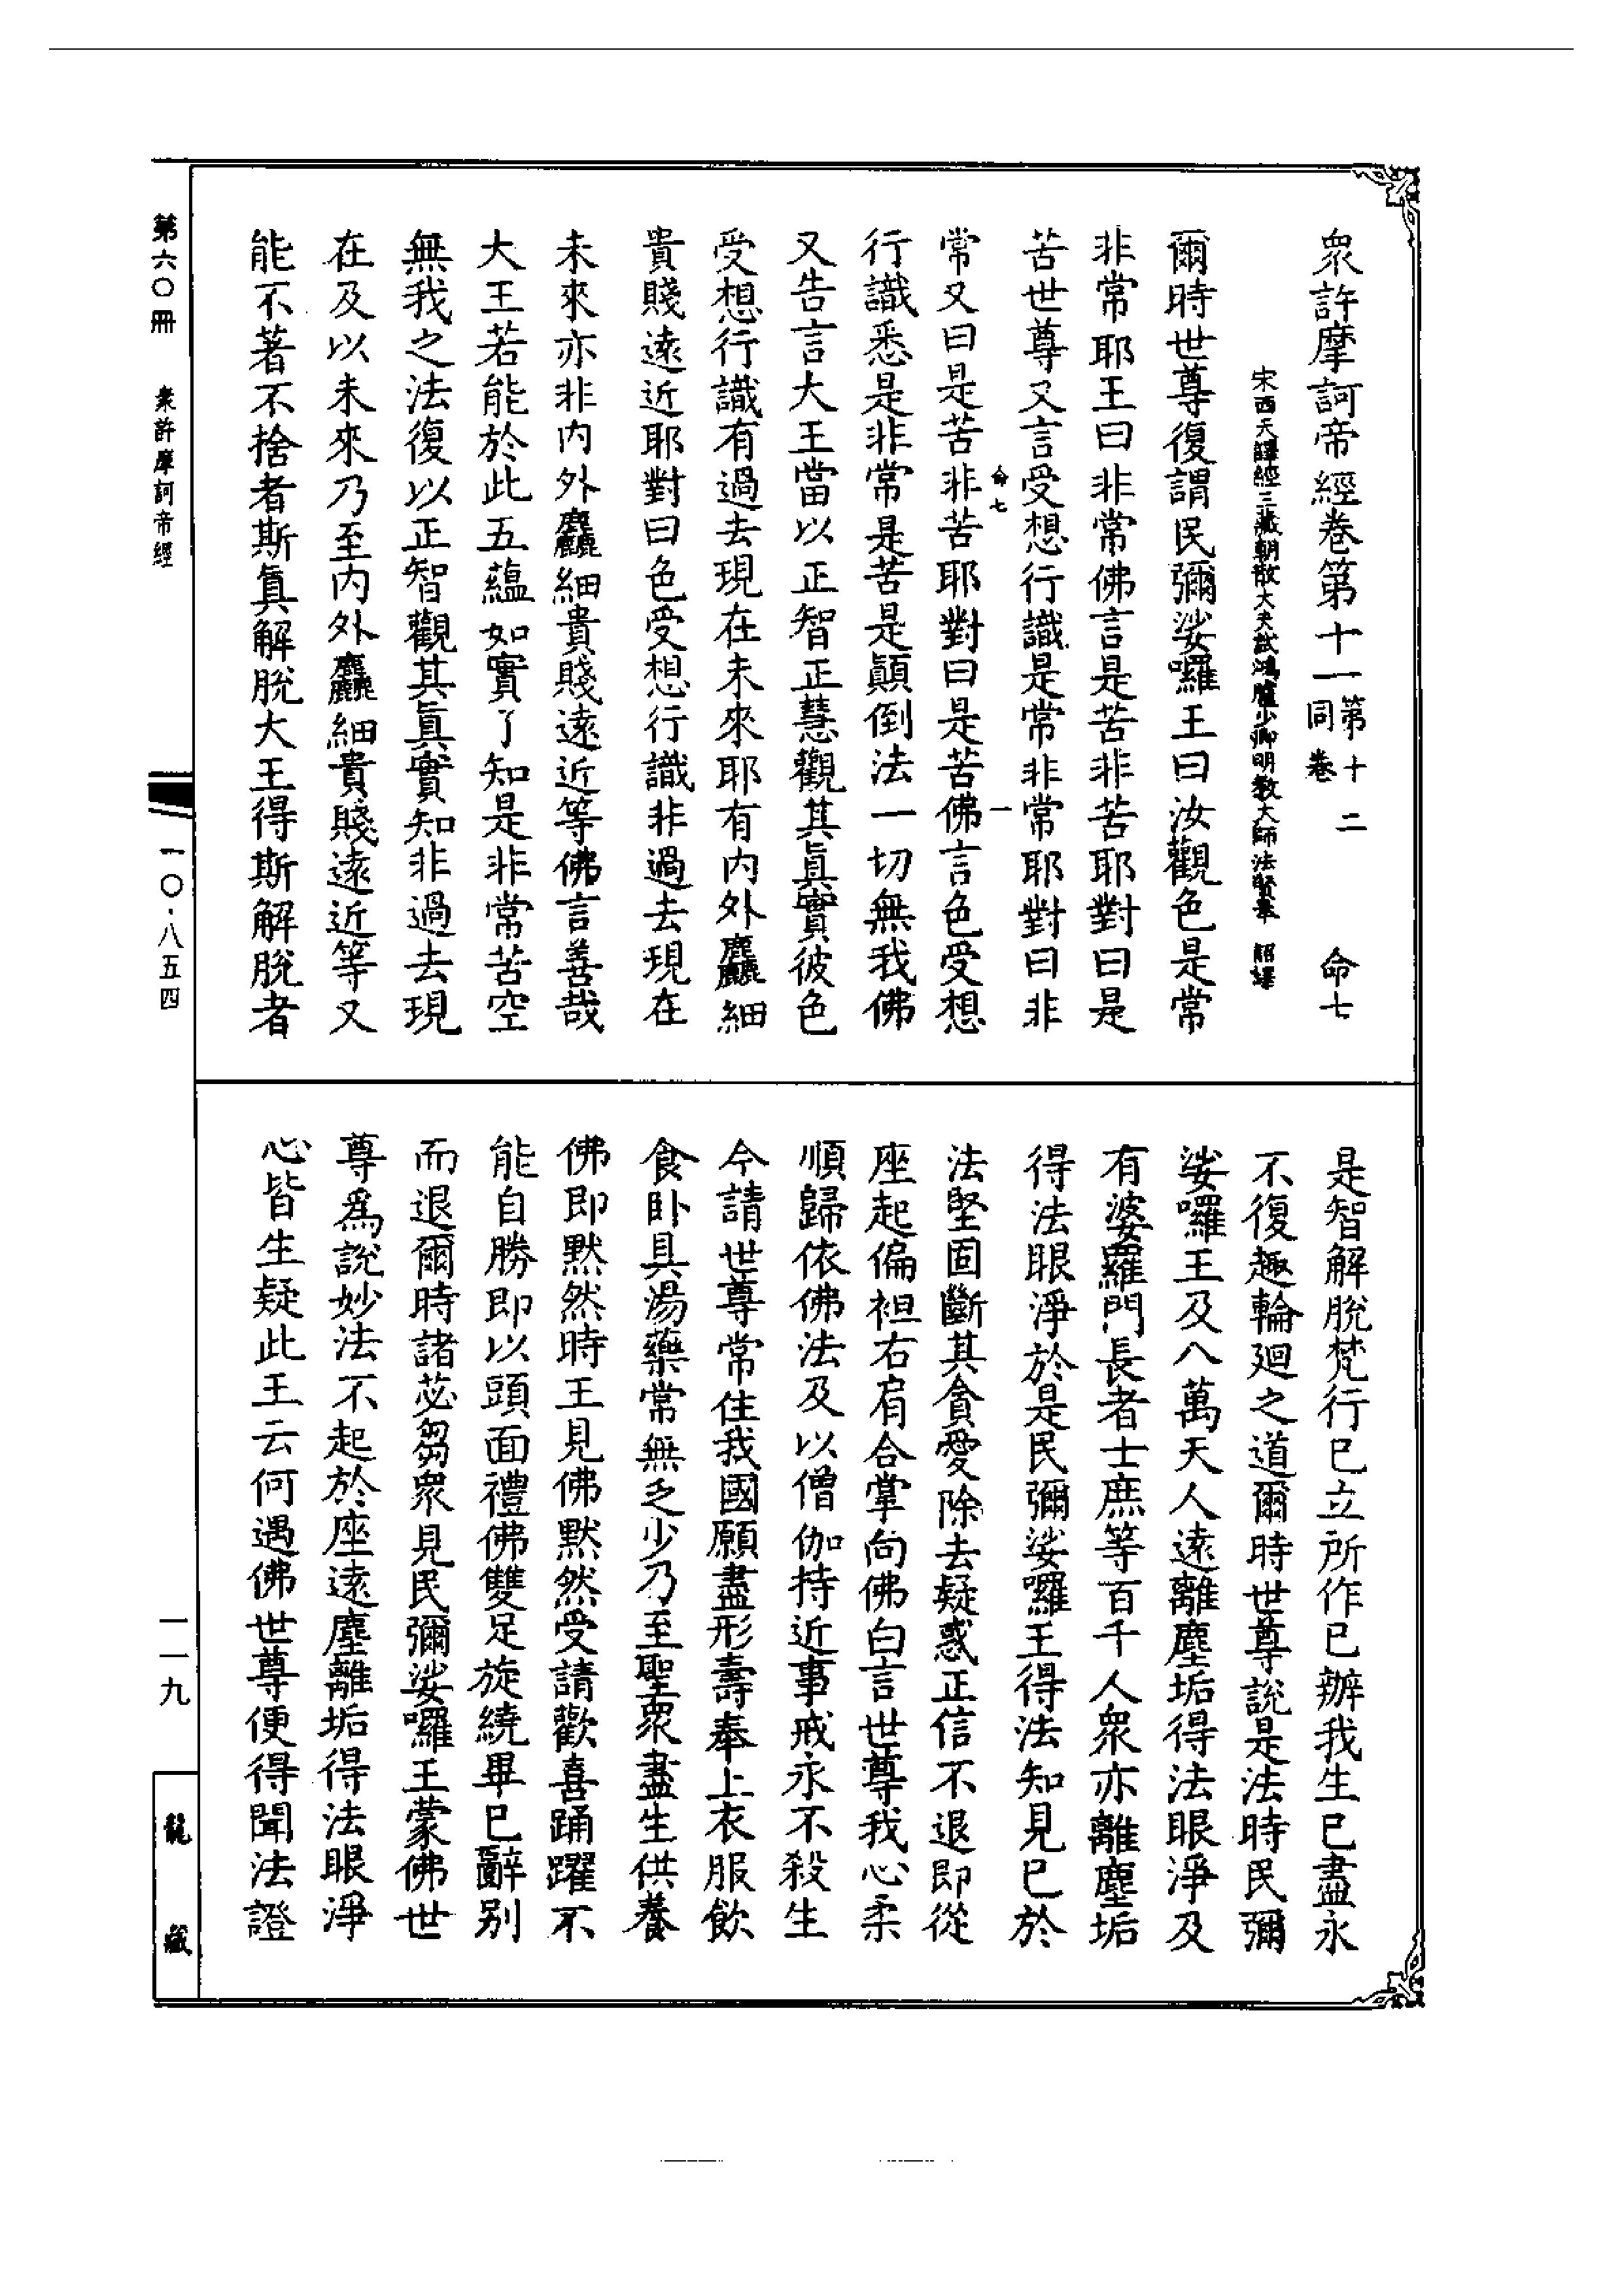 衆許摩訶帝經卷第十一第十二同卷 命七
宋西天譯經三藏朝散大夫試鴻臚少卿明教大師法賢奉 詔譯
爾時世尊復謂民彌娑囉王曰汝觀色是常
非常耶王曰非常佛言是苦非苦耶對曰是
苦世尊又言受想行識是常非常耶對曰非
命七 一
常又曰是苦非苦耶對曰是苦佛言色受想
行識悉是非常是苦是顛倒法一切無我佛
又告言大王當以正智正慧觀其眞實彼色
受想行識有過去現在未來耶有內外麤細
貴賤遠近耶對曰色受想行識非過去現在
未來亦非內外麤細貴賤遠近等佛言善哉
大王若能於此五蘊如實了知是非常苦空
無我之法復以正智觀其眞實知非過去現
在及以未來乃至內外麤細貴賤遠近等又
能不著不捨者斯眞解脫大王得斯解脫者
是智解脫梵行已立所作已辦我生已盡永
不復趣輪迴之道爾時世尊說是法時民彌
娑囉王及八萬天人遠離塵垢得法眼淨及
有婆羅門長者士庶等百千人衆亦離塵垢
得法眼淨於是民彌娑囉王得法知見已於
法堅固斷其貪愛除去疑惑正信不退即從
座起偏袒右肩合掌向佛白言世尊我心柔
順歸依佛法及以僧伽持近事戒永不殺生
今請世尊常住我國願盡形壽奉上衣服飲
食臥具湯藥常無乏少乃至聖衆盡生供養
佛即默然時王見佛默然受請歡喜踊躍不
能自勝即以頭面禮佛雙足旋繞畢已辭別
而退爾時諸苾芻衆見民彌娑囉王蒙佛世
尊爲說妙法不起於座遠塵離垢得法眼淨
心皆生疑此王云何遇佛世尊便得聞法證
第六〇冊 衆許摩訶帝經 一〇·八五四 一一九 龍藏